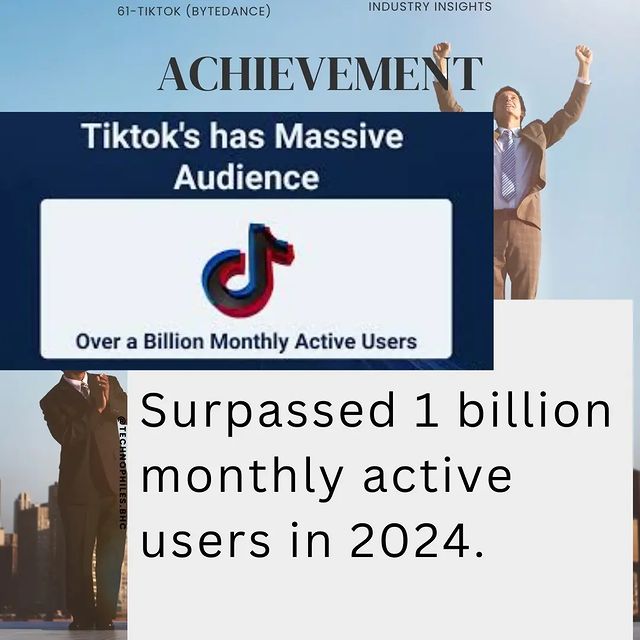 61-TIKTOK (BYTEDANCE)
INDUSTRY INSIGHTS
ACHIEVEMENT
Tiktok's has Massive
Audience
Over a Billion Monthly Active Users
Surpassed 1 billion
monthly active
users in 2024.
@TECHNOPHILES.BHC